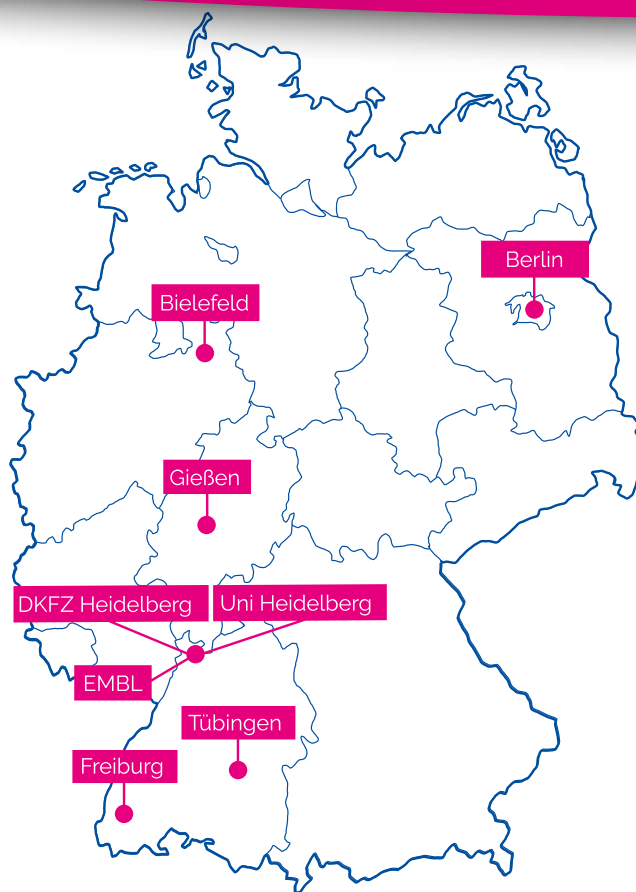 Berlin
Bielefeld
Gießen
DKFZ Heidelberg
Uni Heidelberg
EMBL
Tübingen
Freiburg